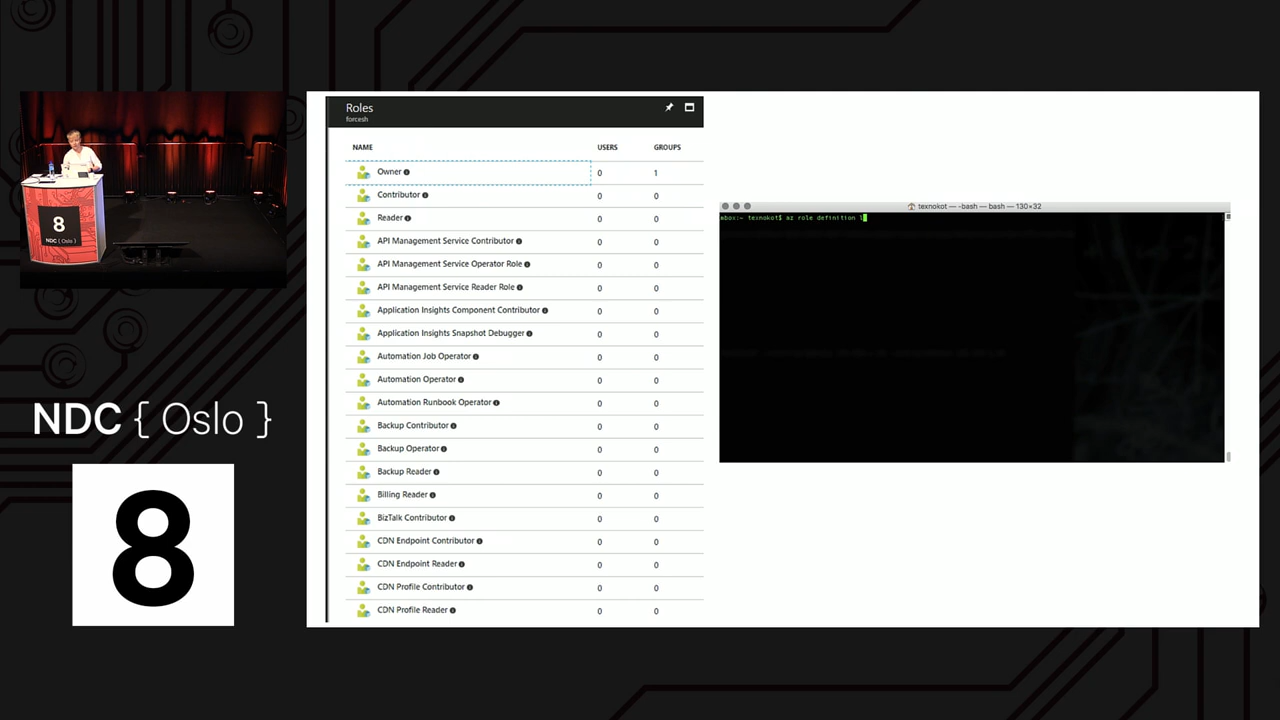 8
NDC { Oslo }
NDC { Oslo }
8
Roles
forcesh
NAME USERS GROUPS
Owner 0 1
Contributor 0 0
Reader 0 0
API Management Service Contributor 0 0
API Management Service Operator Role 0 0
API Management Service Reader Role 0 0
Application Insights Component Contributor 0 0
Application Insights Snapshot Debugger 0 0
Automation Job Operator 0 0
Automation Operator 0 0
Automation Runbook Operator 0 0
Backup Contributor 0 0
Backup Operator 0 0
Backup Reader 0 0
Billing Reader 0 0
BizTalk Contributor 0 0
CDN Endpoint Contributor 0 0
CDN Endpoint Reader 0 0
CDN Profile Contributor 0 0
CDN Profile Reader 0 0
texnokot — -bash — bash — 130×32
mbox:~ texnokot$ az role definition l